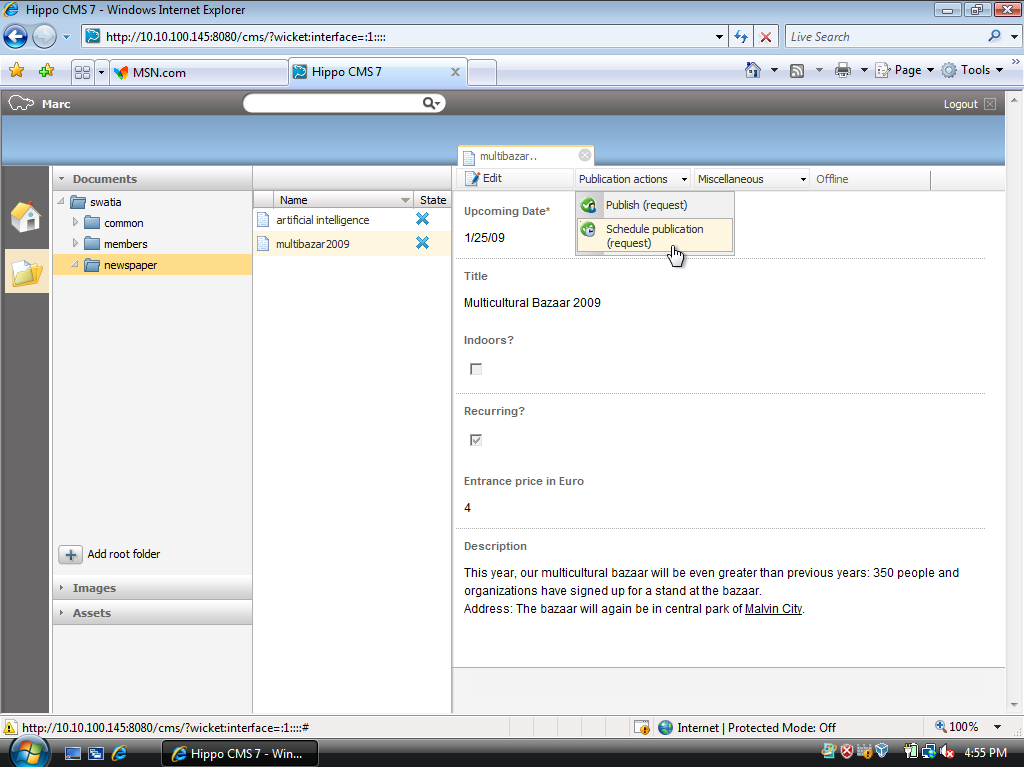 Hippo CMS 7 - Windows Internet Explorer
http://10.10.100.145:8080/cms/?wicket:interface=:1::::
Live Search
MSN.com
Hippo CMS 7
Page
Tools
Marc
Logout
multibazar..
Documents
Edit
Publication actions
Miscellaneous
Offline
swatia
common
members
newspaper
Name
State
artificial intelligence
multibazar2009
Publish (request)
Schedule publication
(request)
Upcoming Date*
1/25/09
Title
Multicultural Bazaar 2009
Indoors?
Recurring?
Entrance price in Euro
4
Description
This year, our multicultural bazaar will be even greater than previous years: 350 people and
organizations have signed up for a stand at the bazaar.
Address: The bazaar will again be in central park of Malvin City.
Add root folder
Images
Assets
http://10.10.100.145:8080/cms/?wicket:interface=:1::::#
Internet | Protected Mode: Off
100%
Hippo CMS 7 - Win...
4:55 PM